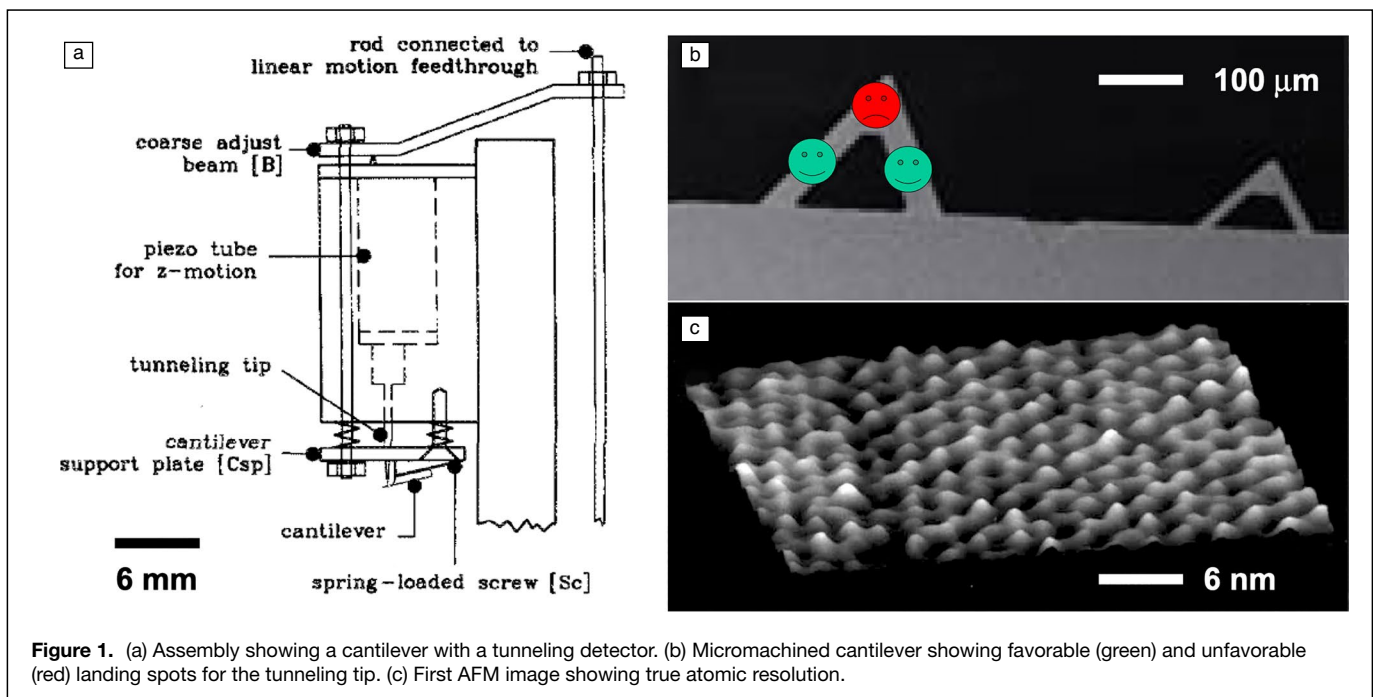 a
rod connected to
linear motion feedthrough
coarse adjust
beam [B]
piezo tube
for z-motion
tunneling tip
cantilever
support plate [Csp]
cantilever
spring-loaded screw [Sc]
6 mm
b
100 μm
c
6 nm
Figure 1. (a) Assembly showing a cantilever with a tunneling detector. (b) Micromachined cantilever showing favorable (green) and unfavorable
(red) landing spots for the tunneling tip. (c) First AFM image showing true atomic resolution.